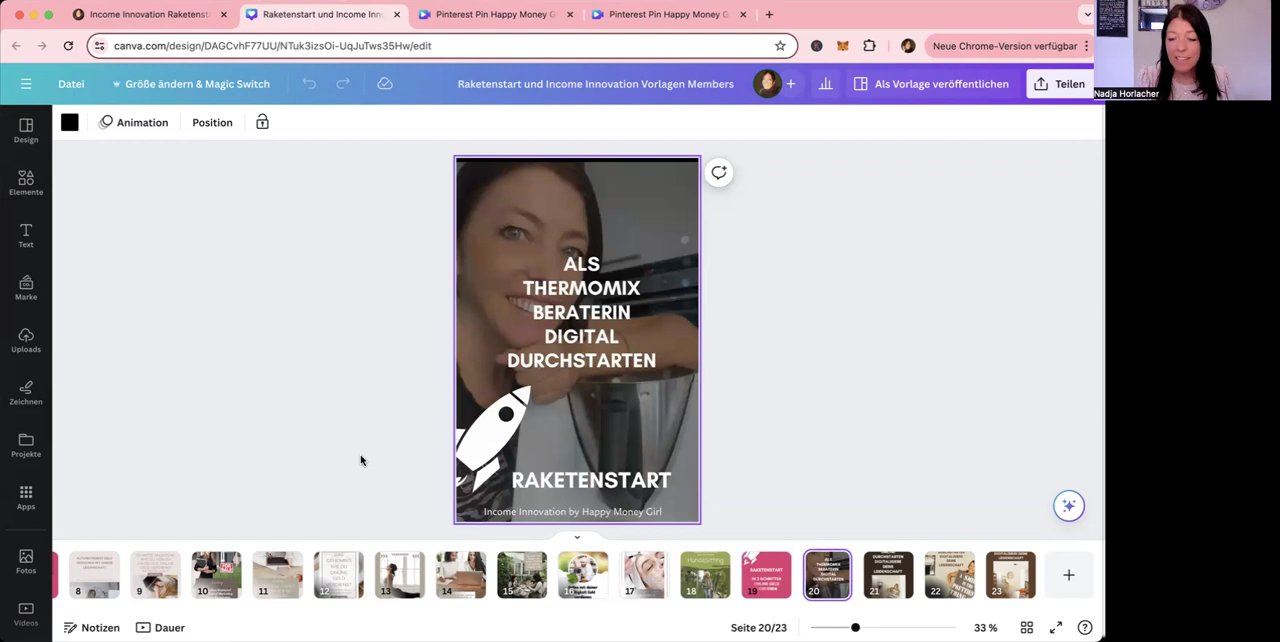 Income Innovation Raketenst
Raketenstart und Income Inn
Pinterest Pin Happy Money G
Pinterest Pin Happy Money G
canva.com/design/DAGCvhF77UU/NTuk3izsOi-UqJuTws35Hw/edit
Neue Chrome-Version verfügbar
Datei
Größe ändern & Magic Switch
Raketenstart und Income Innovation Vorlagen Members
Als Vorlage veröffentlichen
Teilen
Nadja Horlacher
Animation
Position
Design
Elemente
Text
Marke
Uploads
Zeichnen
Projekte
Apps
Fotos
Videos
ALS
THERMOMIX
BERATERIN
DIGITAL
DURCHSTARTEN
RAKETENSTART
Income Innovation by Happy Money Girl
8
9
10
11
12
13
14
15
16
17
18
19
20
21
22
23
Notizen
Dauer
Seite 20/23
33 %